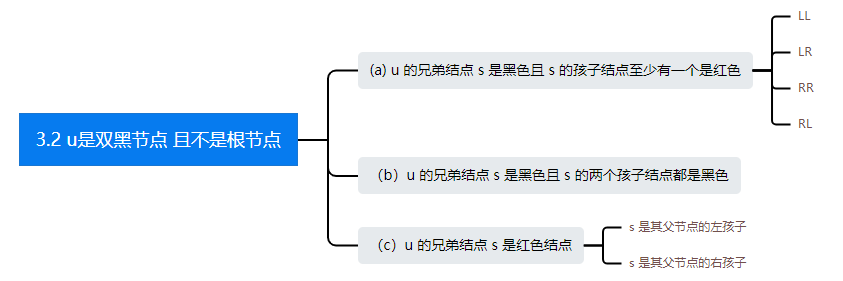 3.2 u是双黑节点 且不是根节点
(a) u 的兄弟结点 s 是黑色且 s 的孩子结点至少有一个是红色
LL
LR
RR
RL
（b）u 的兄弟结点 s 是黑色且 s 的两个孩子结点都是黑色
（c）u 的兄弟结点 s 是红色结点
s 是其父节点的左孩子
s 是其父节点的右孩子